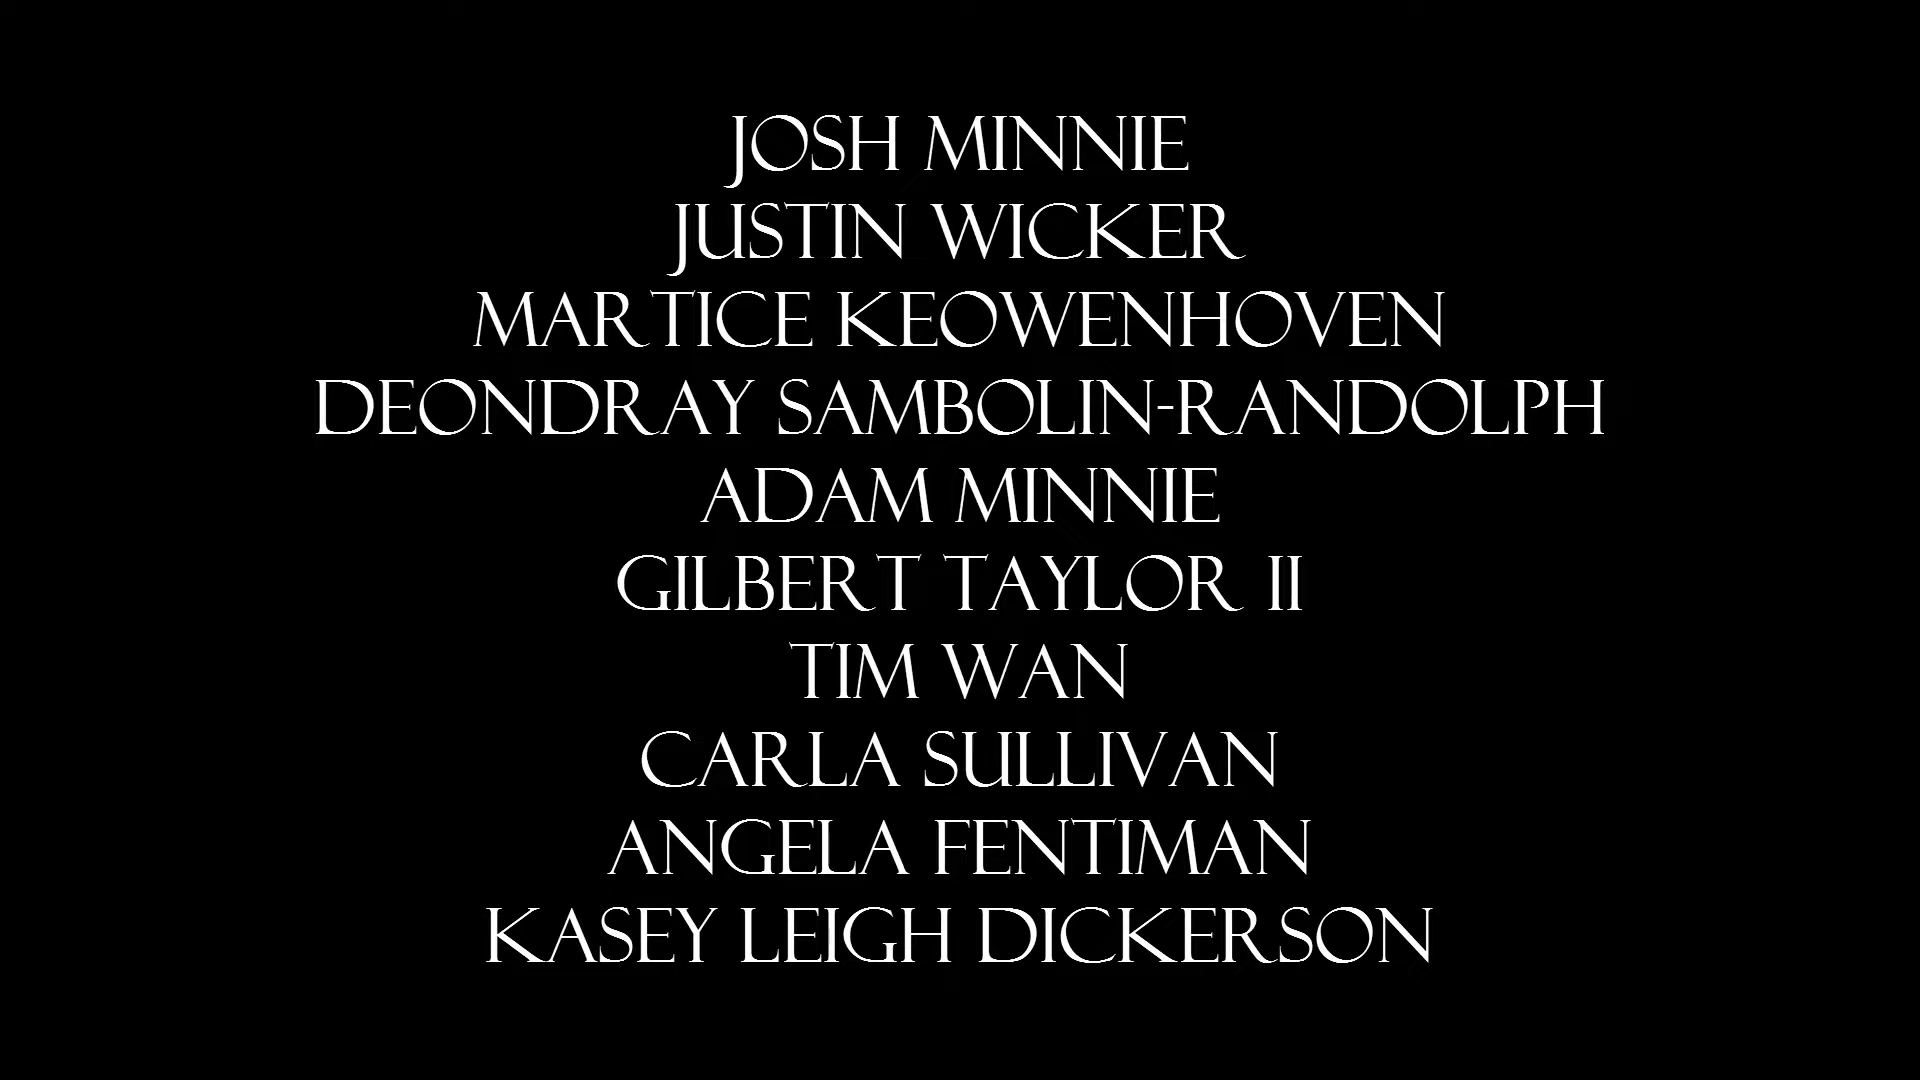 JOSH MINNIE
JUSTIN WICKER
MARTICE KEOWENHOVEN
DEONDRAY SAMBOLIN-RANDOLPH
ADAM MINNIE
GILBERT TAYLOR II
TIM WAN
CARLA SULLIVAN
ANGELA FENTIMAN
KASEY LEIGH DICKERSON